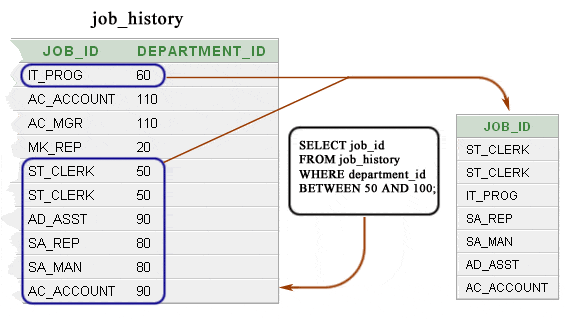 job_history
JOB_ID DEPARTMENT_ID
IT_PROG 60
AC_ACCOUNT 110
AC_MGR 110
MK_REP 20
ST_CLERK 50
ST_CLERK 50
AD_ASST 90
SA_REP 80
SA_MAN 80
AC_ACCOUNT 90
SELECT job_id
FROM job_history
WHERE department_id
BETWEEN 50 AND 100;
JOB_ID
ST_CLERK
ST_CLERK
IT_PROG
SA_REP
SA_MAN
AD_ASST
AC_ACCOUNT